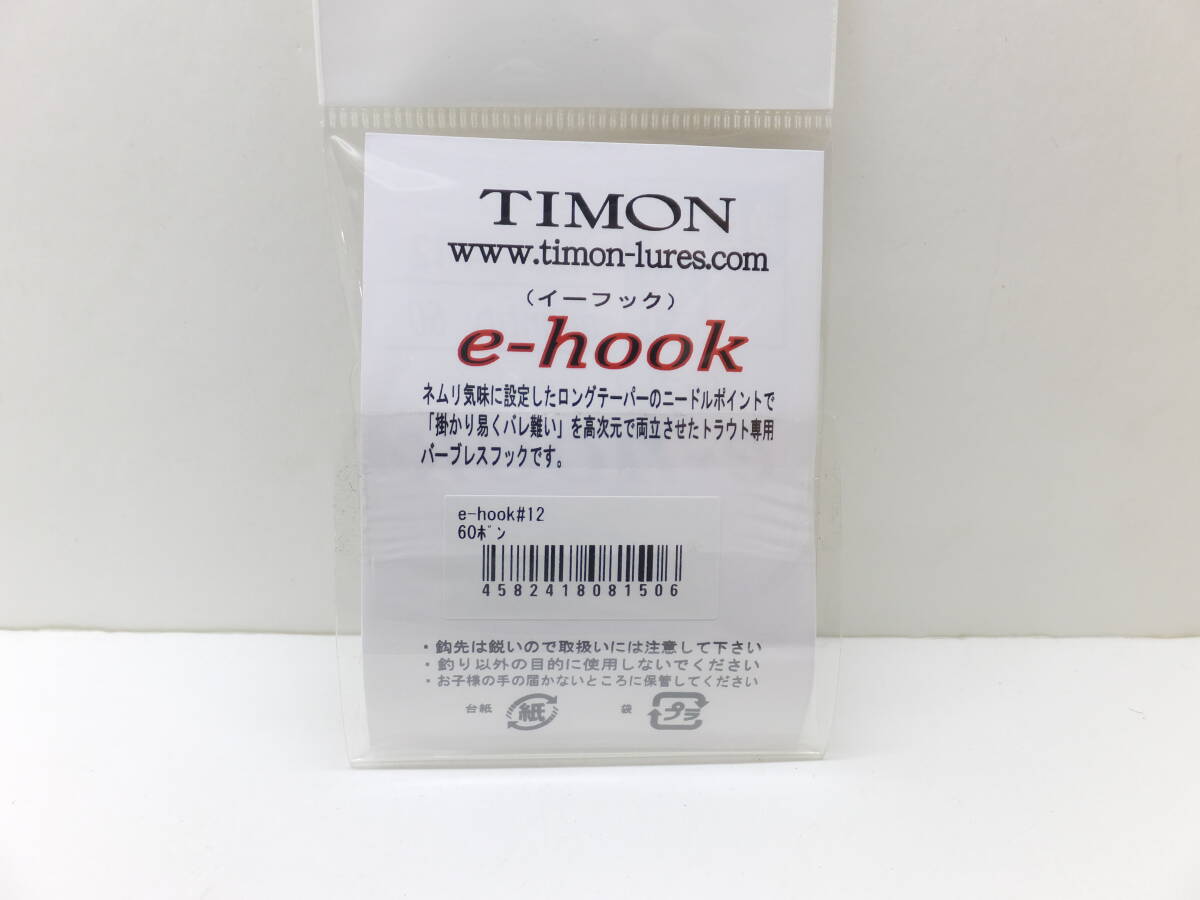 TIMON
www.timon-lures.com
(イーフック)
e-hook
ネムリ気味に設定したロングテーパーのニードルポイントで
「掛かり易くバレ難い」を高次元で両立させたトラウト専用
バーブレスフックです。
e-hook#12
60ﾎﾞﾝ
4582418081506
・鈎先は鋭いので取扱いには注意して下さい
・釣り以外の目的に使用しないでください
・お子様の手の届かないところに保管してください
台紙 紙 袋 プラ